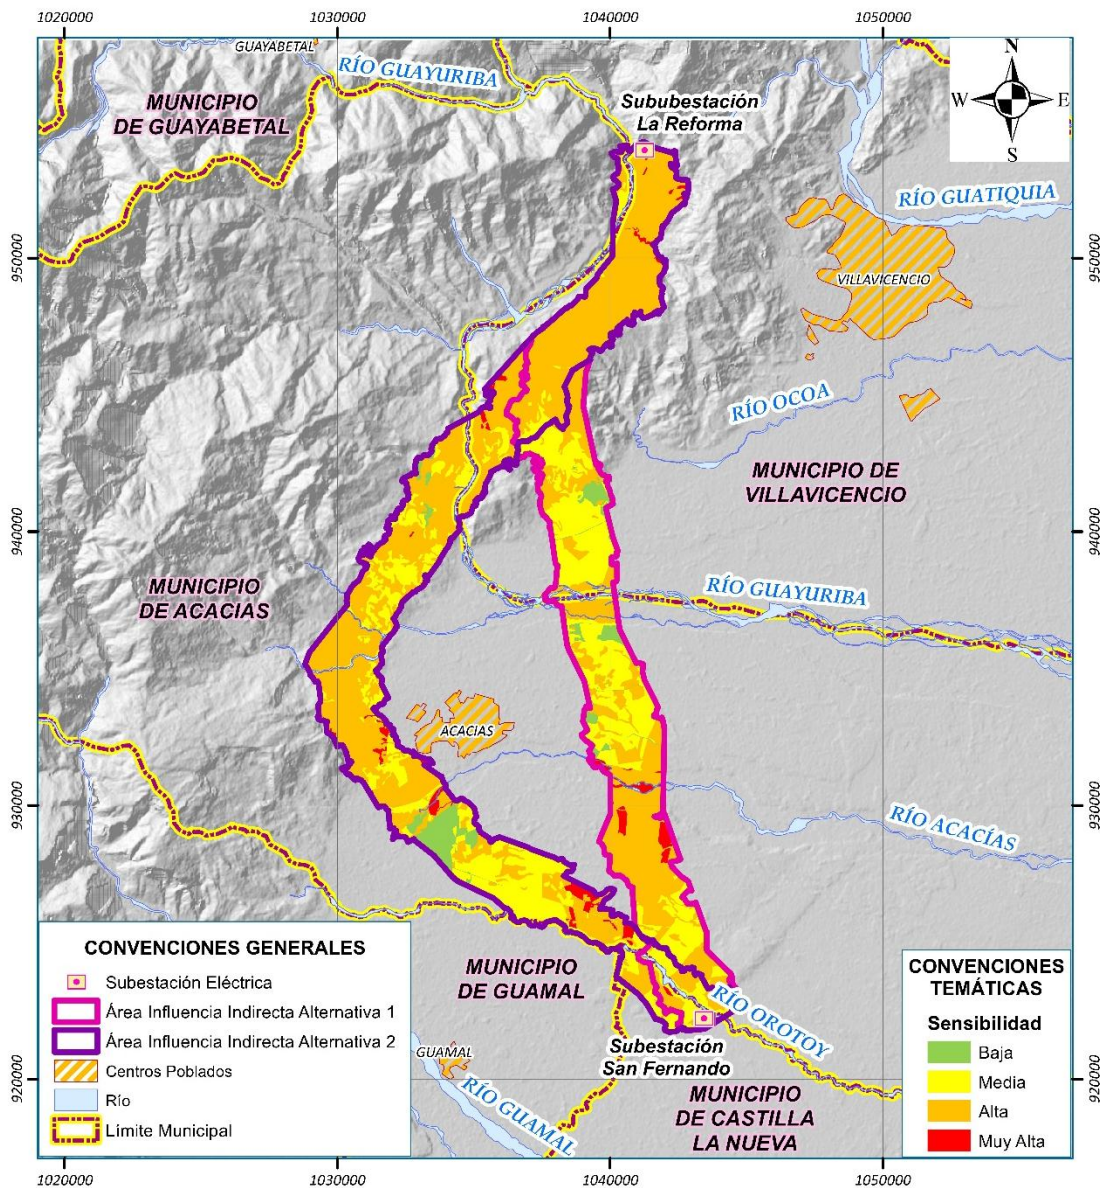 1020000
1030000
1040000
1050000
GUAYABETAL
RÍO GUAYURIBA
N
W
E
S
MUNICIPIO
DE GUAYABETAL
Sububestación
La Reforma
RÍO GUATIQUIA
950000
950000
VILLAVICENCIO
RÍO OCOA
MUNICIPIO DE
VILLAVICENCIO
940000
940000
MUNICIPIO
DE ACACIAS
RÍO GUAYURIBA
ACACIAS
930000
930000
RÍO ACACÍAS
CONVENCIONES GENERALES
Subestación Eléctrica
Área Influencia Indirecta Alternativa 1
Área Influencia Indirecta Alternativa 2
Centros Poblados
Río
Límite Municipal
MUNICIPIO
DE GUAMAL
RÍO OROTOY
GUAMAL
Subestación
San Fernando
RÍO GUAMAL
MUNICIPIO
DE CASTILLA
LA NUEVA
CONVENCIONES
TEMÁTICAS
Sensibilidad
Baja
Media
Alta
Muy Alta
920000
920000
1020000
1030000
1040000
1050000